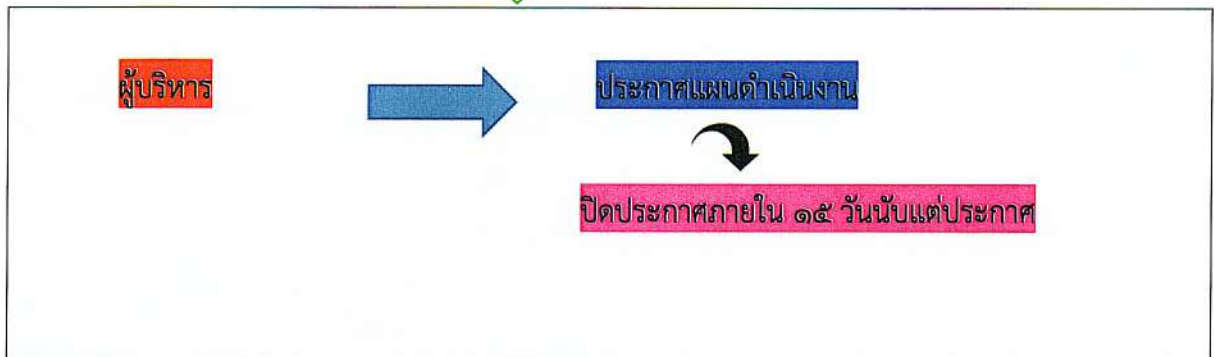 ผู้บริหาร
ประกาศแผนดำเนินงาน
ปิดประกาศภายใน ๑๕ วันนับแต่ประกาศ